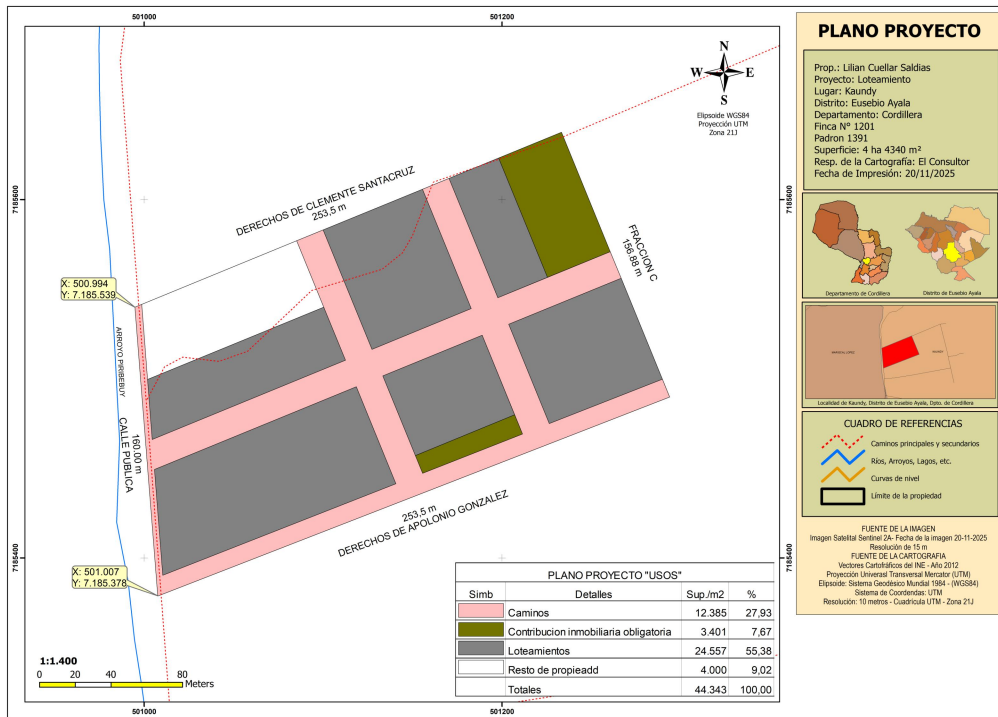 501000
501200
7185600
7185600
7185400
7185400
N
W E
S
Elipsoide WGS84
Proyección UTM
Zona 21J
DERECHOS DE CLEMENTE SANTACRUZ
253,5 m
FRACCION C
156.88 m
X: 500.994
Y: 7.185.539
ARROYO PIRIBEBUY
160.00 m
CALLE PUBLICA
253,5 m
DERECHOS DE APOLONIO GONZALEZ
X: 501.007
Y: 7.185.378
1:1.400
0 20 40 80
Meters
501000
501200
PLANO PROYECTO "USOS"
Simb Detalles Sup./m2 %
Caminos 12.385 27,93
Contribucion inmobiliaria obligatoria 3.401 7,67
Loteamientos 24.557 55,38
Resto de propieadd 4.000 9,02
Totales 44.343 100,00
PLANO PROYECTO
Prop.: Lilian Cuellar Saldias
Proyecto: Loteamiento
Lugar: Kaundy
Distrito: Eusebio Ayala
Departamento: Cordillera
Finca N° 1201
Padron 1391
Superficie: 4 ha 4340 m²
Resp. de la Cartografía: El Consultor
Fecha de Impresión: 20/11/2025
Departamento de Cordillera
Distrito de Eusebio Ayala
Localidad de Kaundy, Distrito de Eusebio Ayala, Dpto. de Cordillera
CUADRO DE REFERENCIAS
Caminos principales y secundarios
Ríos, Arroyos, Lagos, etc.
Curvas de nivel
Límite de la propiedad
FUENTE DE LA IMAGEN
Imagen Satelital Sentinel 2A- Fecha de la imagen 20-11-2025
Resolución de 15 m
FUENTE DE LA CARTOGRAFIA
Vectores Cartofráficos del INE - Año 2012
Proyección Univerasl Transversal Mercator (UTM)
Elipsoide: Sistema Geodésico Mundial 1984 - (WGS84)
Sistema de Coordendas: UTM
Resolución: 10 metros - Cuadrícula UTM - Zona 21J